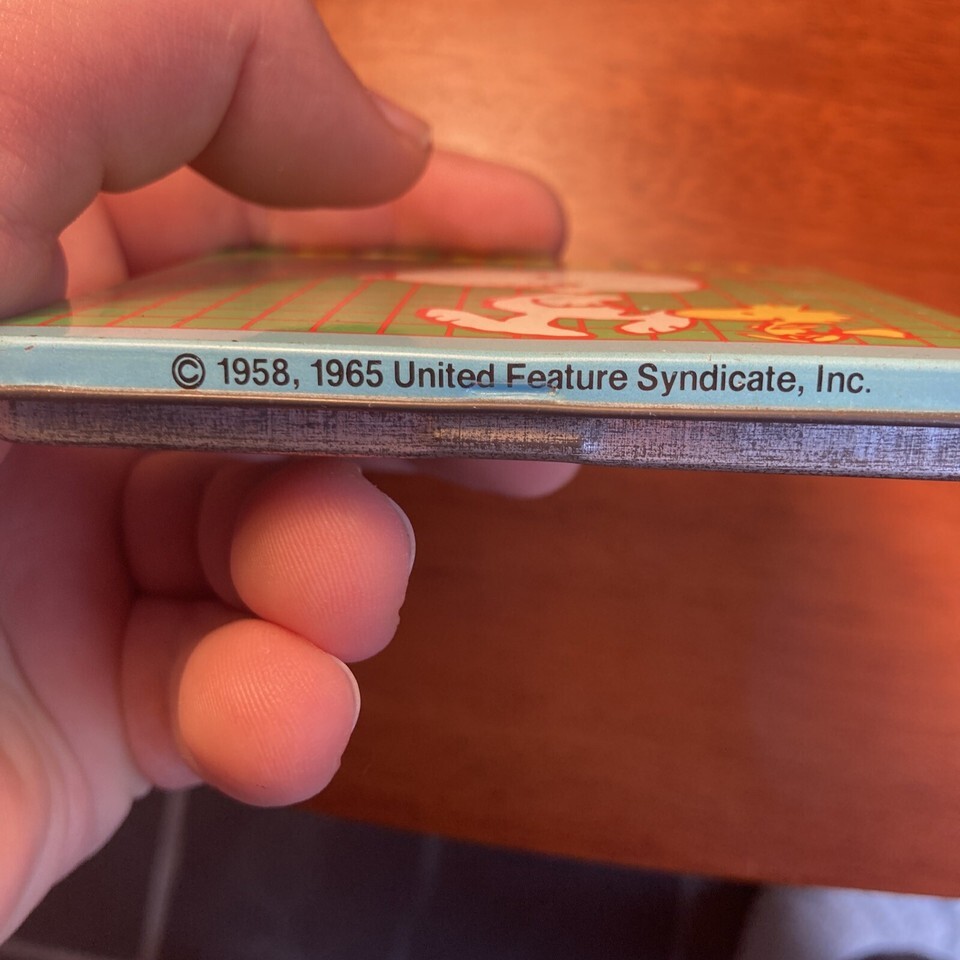 © 1958, 1965 United Feature Syndicate, Inc.